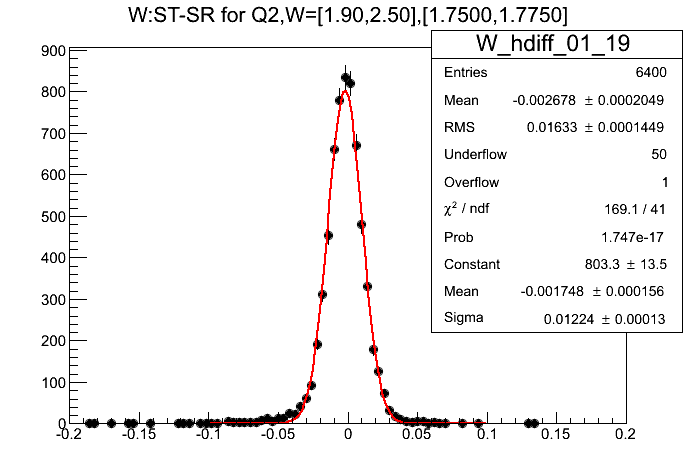 W:ST-SR for Q2,W=[1.90,2.50],[1.7500,1.7750]
W_hdiff_01_19
Entries 6400
Mean -0.002678 ± 0.0002049
RMS 0.01633 ± 0.0001449
Underflow 50
Overflow 1
χ² / ndf 169.1 / 41
Prob 1.747e-17
Constant 803.3 ± 13.5
Mean -0.001748 ± 0.000156
Sigma 0.01224 ± 0.00013
900
800
700
600
500
400
300
200
100
0
-0.2 -0.15 -0.1 -0.05 0 0.05 0.1 0.15 0.2